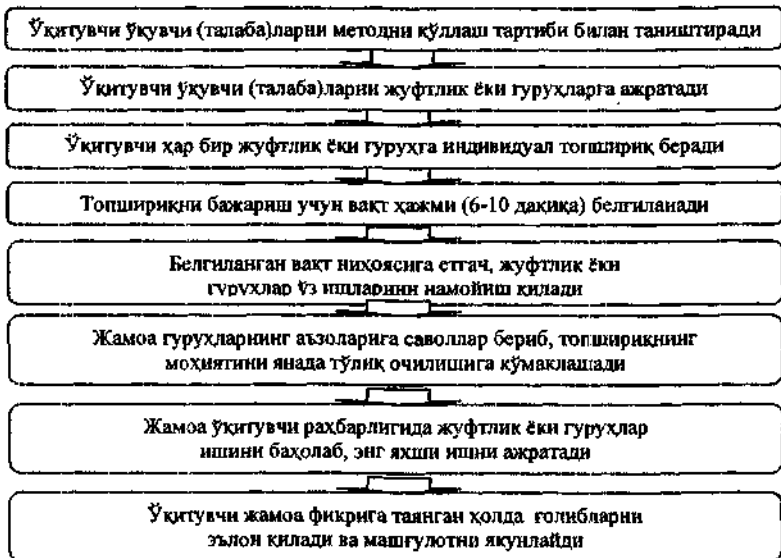 Ўқитувчи ўқувчи (талаба)ларни методни қўллаш тартиби билан таништиради
Ўқитувчи ўқувчи (талаба)ларни жуфтлик ёки гуруҳларга ажратади
Ўқитувчи ҳар бир жуфтлик ёки гуруҳга индивидуал топшириқ беради
Топшириқни бажариш учун вақт ҳажми (6-10 дақиқа) белгиланади
Белгиланган вақт ниҳоясига етгач, жуфтлик ёки
гуруҳлар ўз ишларини намойиш қилади
Жамоа гуруҳларнинг аъзоларига саволлар бериб, топшириқнинг
моҳиятини янада тўлиқ очилишига кўмаклашади
Жамоа ўқитувчи раҳбарлигида жуфтлик ёки гуруҳлар
ишини баҳолаб, энг яхши ишни ажратади
Ўқитувчи жамоа фикрига таянган ҳолда ғолибларни
эълон қилади ва машғулотни якунлайди